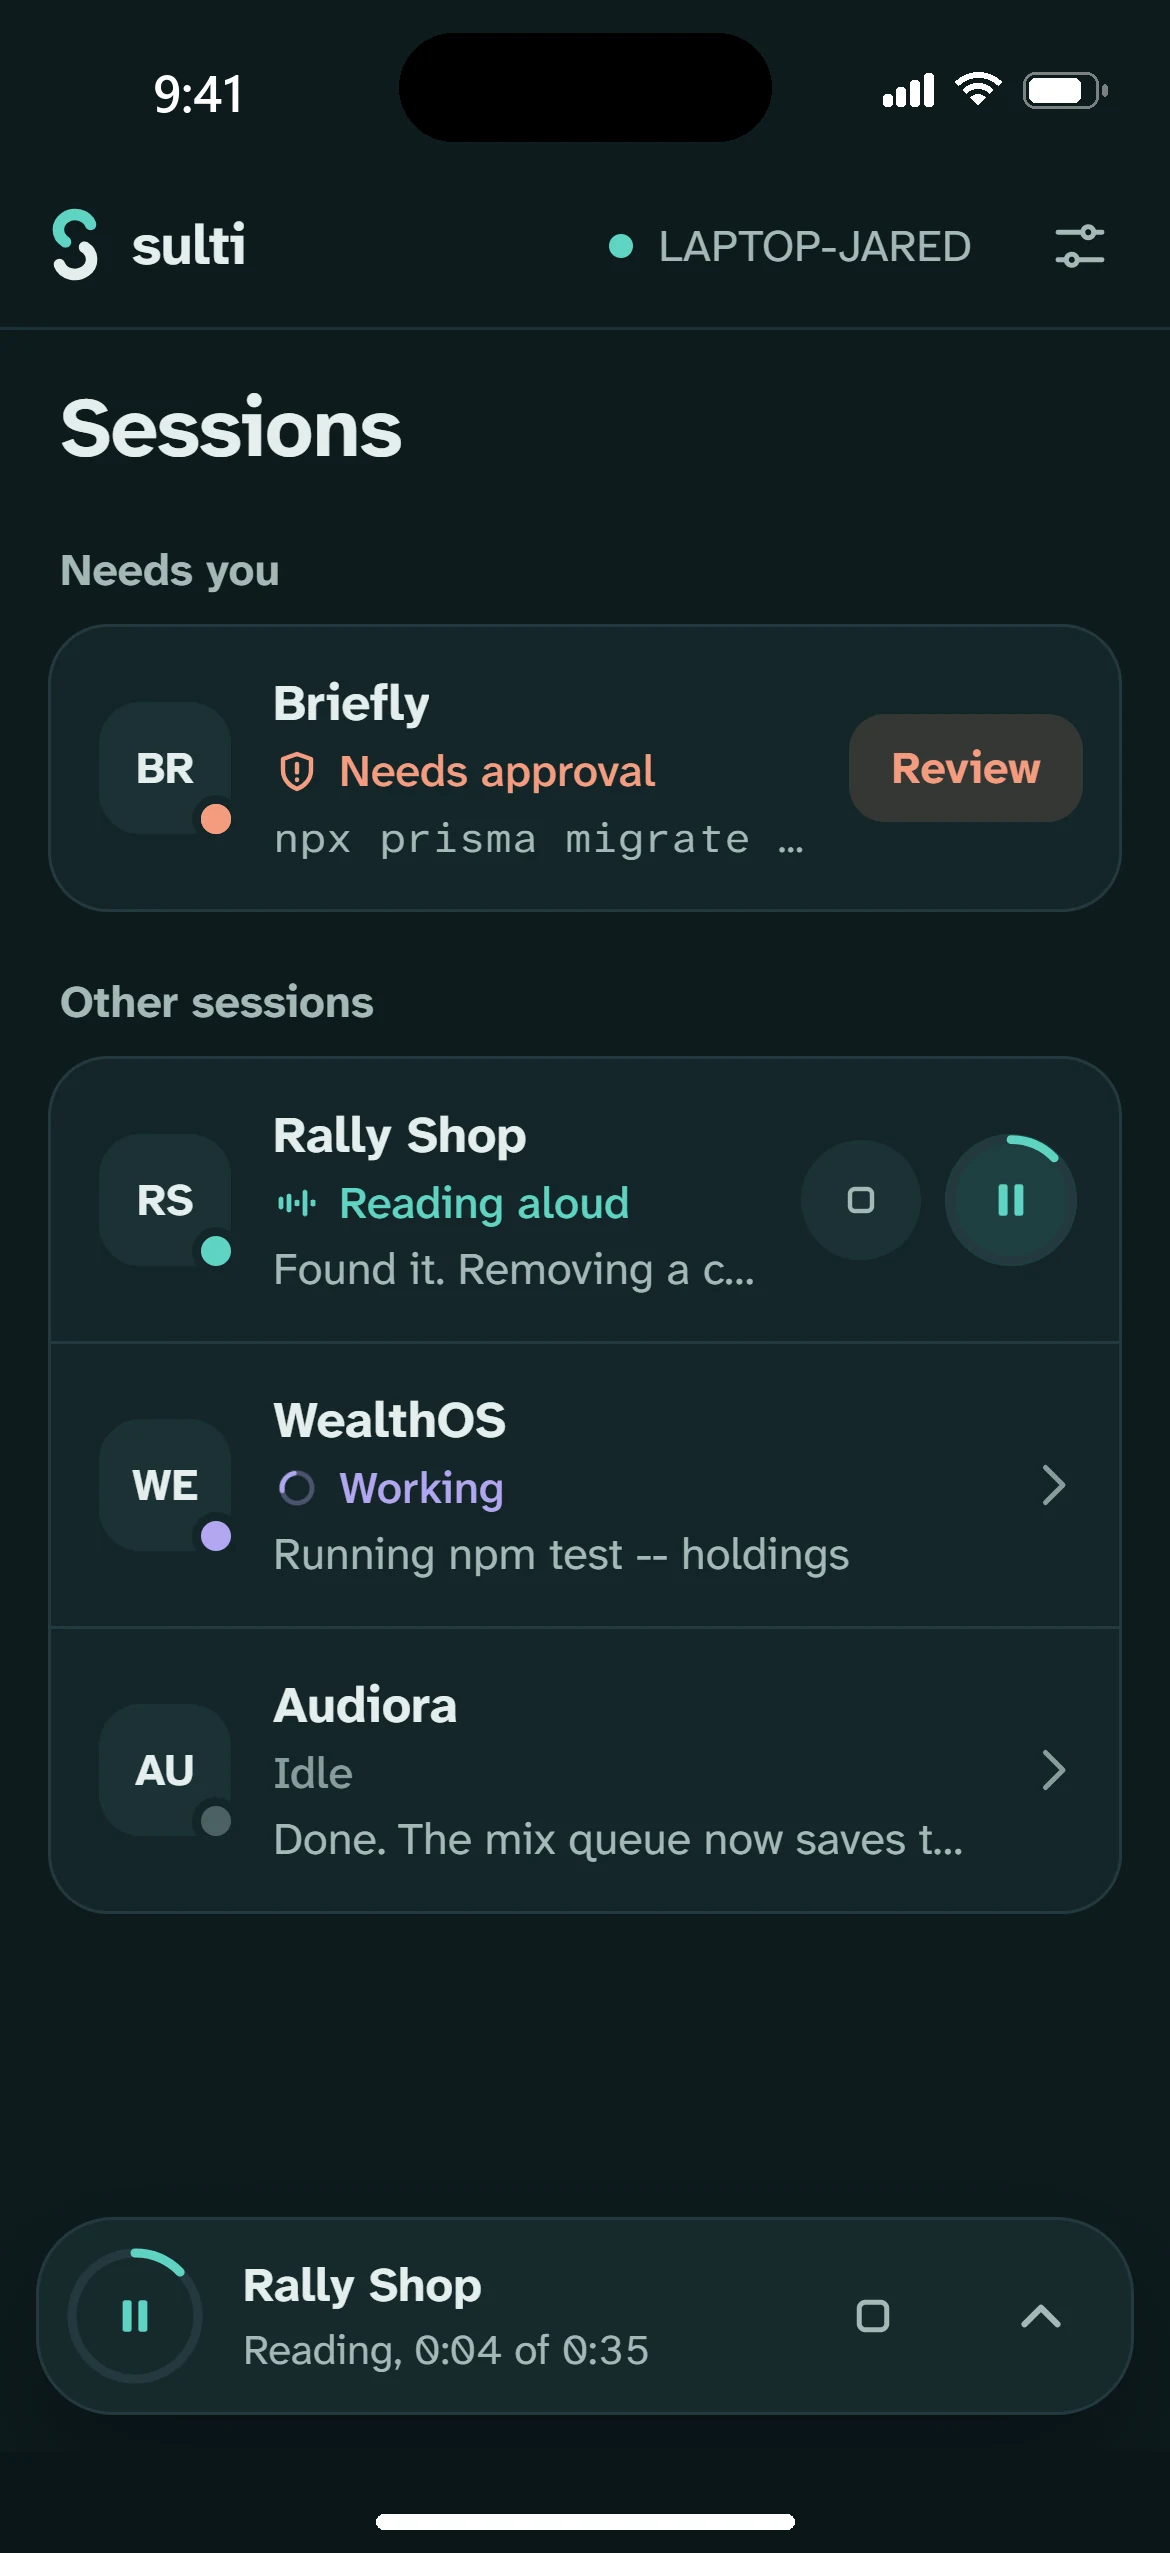 9:41
sulti
LAPTOP-JARED
Sessions
Needs you
BR
Briefly
Needs approval
npx prisma migrate …
Review
Other sessions
RS
Rally Shop
Reading aloud
Found it. Removing a c...
WE
WealthOS
Working
Running npm test -- holdings
AU
Audiora
Idle
Done. The mix queue now saves t...
Rally Shop
Reading, 0:04 of 0:35